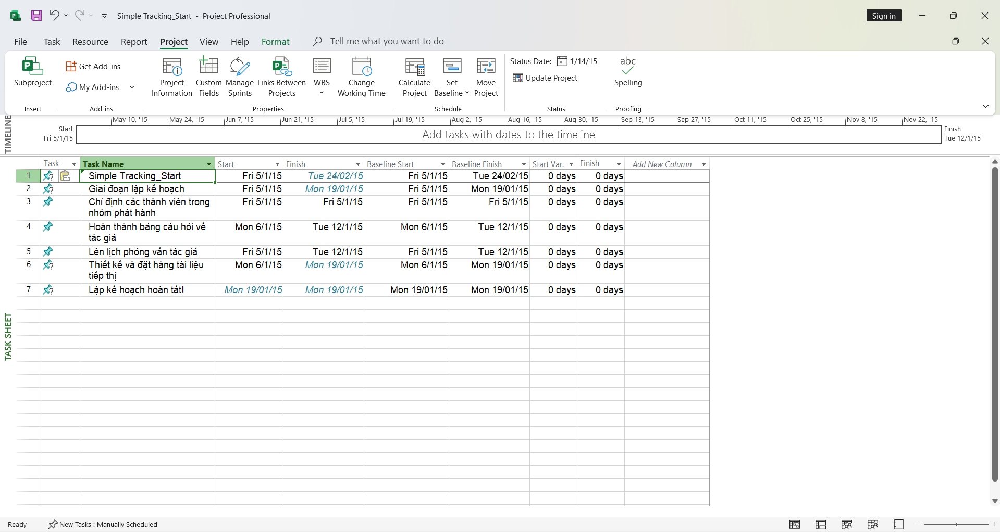 Simple Tracking_Start - Project Professional
Sign in
File Task Resource Report Project View Help Format Tell me what you want to do
Subproject
Insert
Get Add-ins
My Add-ins
Add-ins
Project Information
Custom Fields
Manage Sprints
Links Between Projects
WBS
Change Working Time
Properties
Calculate Project
Set Baseline
Move Project
Schedule
Status Date: 1/14/15
Update Project
Status
abc
Spelling
Proofing
TIMELINE
May 10, '15 May 24, '15 Jun 7, '15 Jun 21, '15 Jul 5, '15 Jul 19, '15 Aug 2, '15 Aug 16, '15 Aug 30, '15 Sep 13, '15 Sep 27, '15 Oct 11, '15 Oct 25, '15 Nov 8, '15 Nov 22, '15
Start
Fri 5/1/15
Add tasks with dates to the timeline
Finish
Tue 12/1/15
Task Task Name Start Finish Baseline Start Baseline Finish Start Var. Finish Add New Column
1 Simple Tracking_Start Fri 5/1/15 Tue 24/02/15 Fri 5/1/15 Tue 24/02/15 0 days 0 days
2 Giai đoạn lập kế hoạch Fri 5/1/15 Mon 19/01/15 Fri 5/1/15 Mon 19/01/15 0 days 0 days
3 Chỉ định các thành viên trong Fri 5/1/15 Fri 5/1/15 Fri 5/1/15 Fri 5/1/15 0 days 0 days
nhóm phát hành
4 Hoàn thành bảng câu hỏi về Mon 6/1/15 Tue 12/1/15 Mon 6/1/15 Tue 12/1/15 0 days 0 days
tác giả
5 Lên lịch phỏng vấn tác giả Fri 5/1/15 Tue 12/1/15 Fri 5/1/15 Tue 12/1/15 0 days 0 days
6 Thiết kế và đặt hàng tài liệu Mon 6/1/15 Mon 19/01/15 Mon 6/1/15 Mon 19/01/15 0 days 0 days
tiếp thị
7 Lập kế hoạch hoàn tất! Mon 19/01/15 Mon 19/01/15 Mon 19/01/15 Mon 19/01/15 0 days 0 days
TASK SHEET
Ready New Tasks : Manually Scheduled